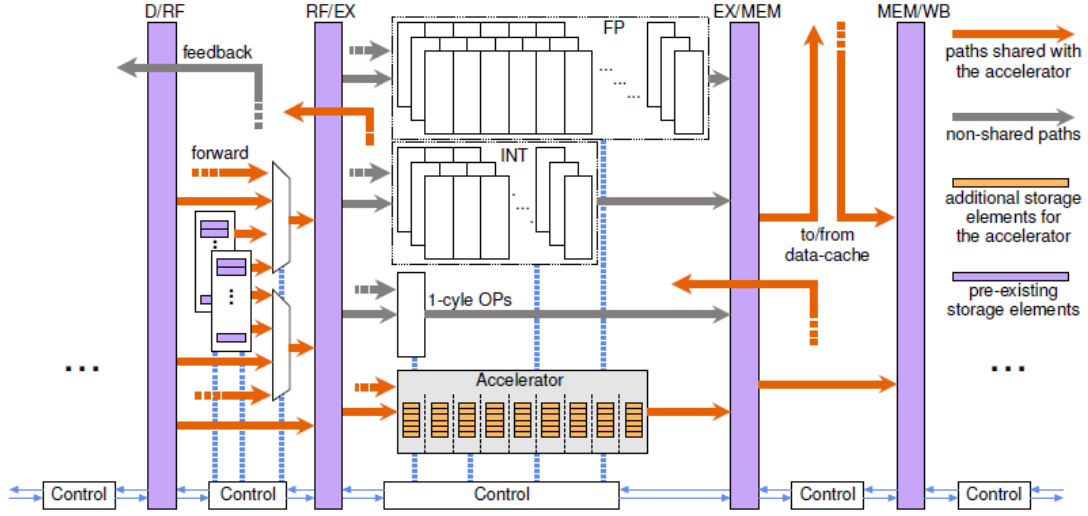 D/RF
RF/EX
EX/MEM
MEM/WB
FP
feedback
paths shared with
the accelerator
...
...
...
non-shared paths
forward
INT
...
...
additional storage
elements for
the accelerator
to/from
data-cache
pre-existing
storage elements
1-cyle OPs
...
...
Accelerator
Control
Control
Control
Control
Control